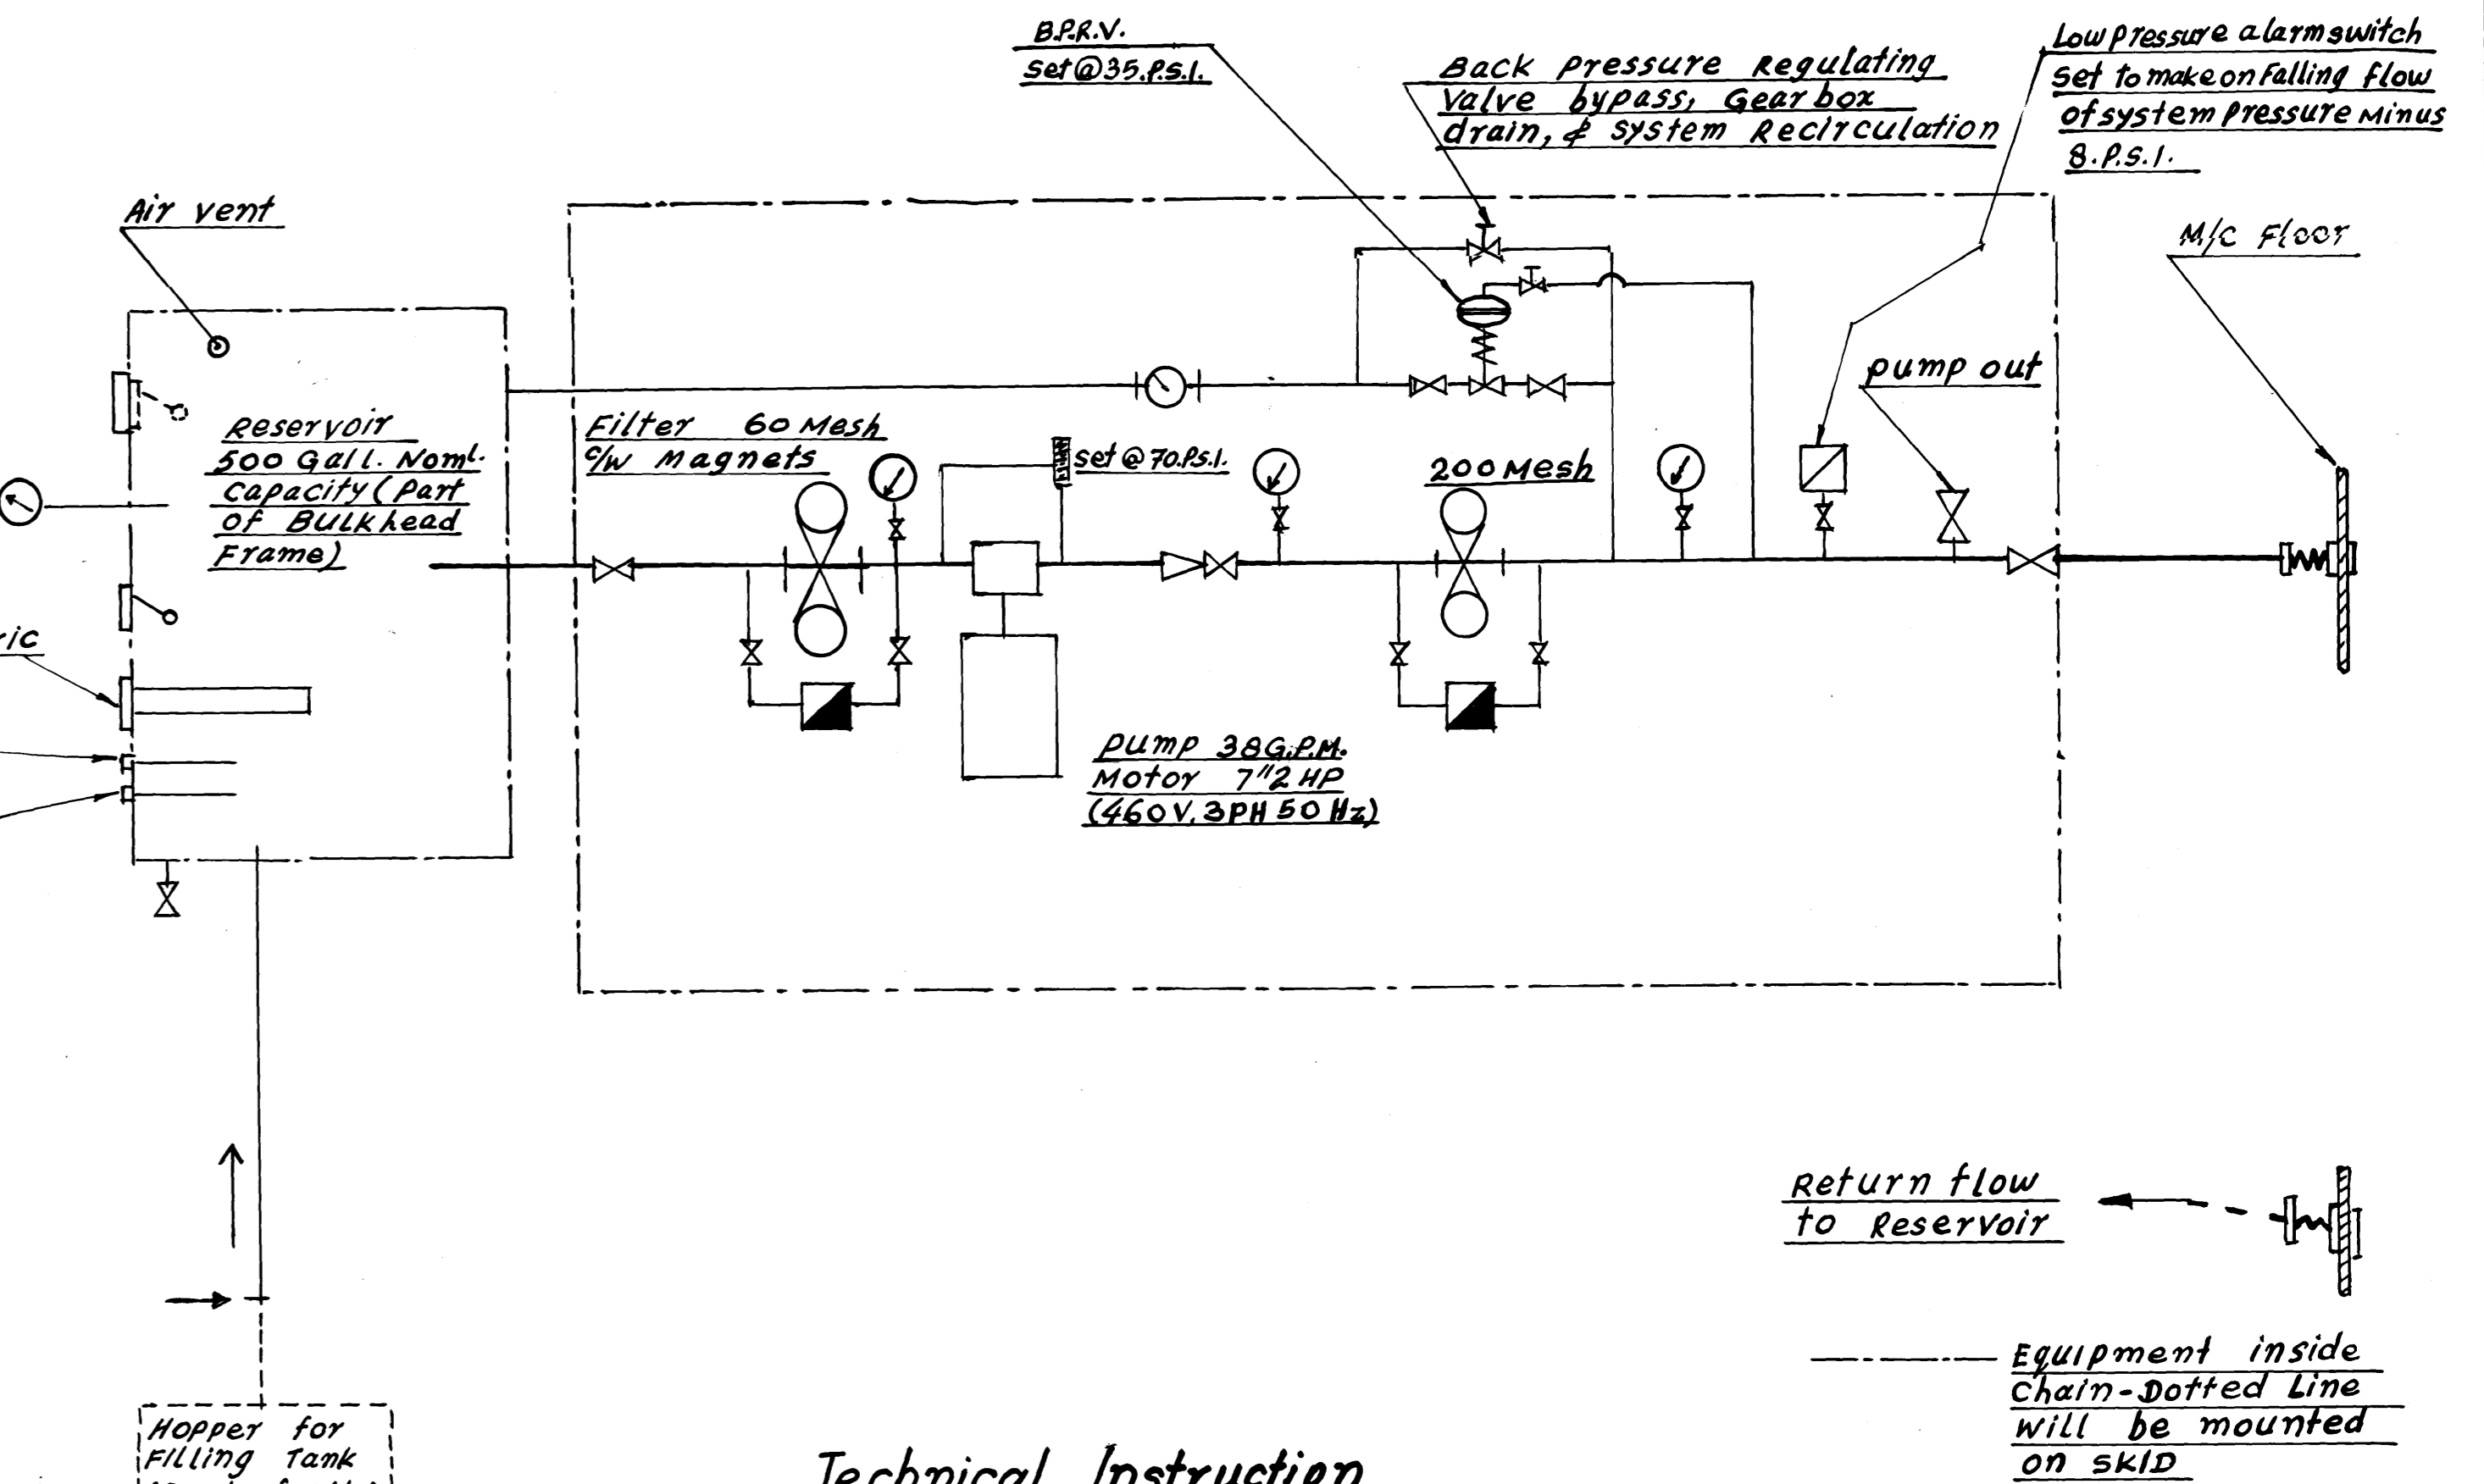 B.P.R.V.
Set @ 35.P.S.I.
Back Pressure Regulating
Valve bypass, Gear box
drain, & System Recirculation
Low Pressure alarm switch
Set to make on Falling flow
of system Pressure Minus
8.P.S.I.
Air vent
M/C Floor
Pump out
Reservoir
500 Gall. Noml.
Capacity (Part
of Bulkhead
Frame)
Filter 60 Mesh
c/w Magnets
set @ 70.P.S.I.
200 Mesh
ric
Pump 38 G.P.M.
Motor 7"2 HP
(460V. 3PH 50 Hz)
Return flow
to Reservoir
Equipment inside
Chain-Dotted Line
will be mounted
on SKID
Hopper for
Filling Tank
Technical Instruction